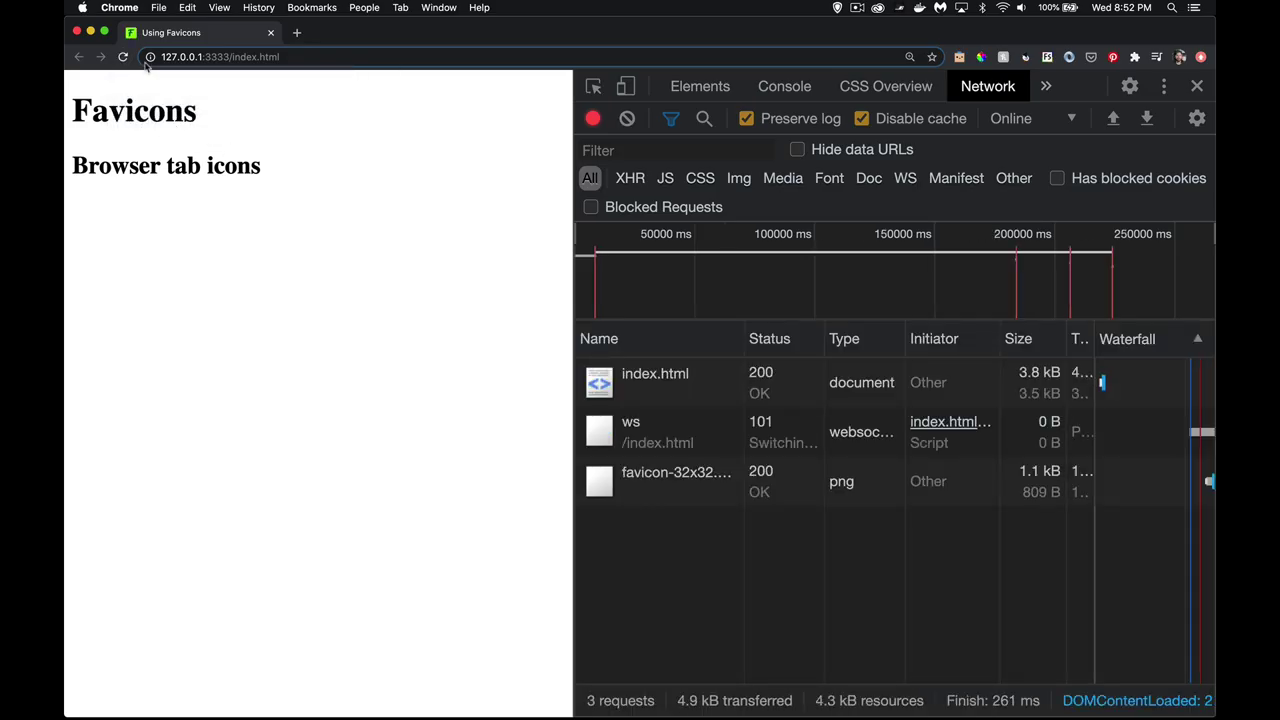 Chrome File Edit View History Bookmarks People Tab Window Help 100% Wed 8:52 PM
Using Favicons
127.0.0.1:3333/index.html
Favicons
Browser tab icons
Elements Console CSS Overview Network
Preserve log Disable cache Online
Filter Hide data URLs
All XHR JS CSS Img Media Font Doc WS Manifest Other Has blocked cookies
Blocked Requests
50000 ms 100000 ms 150000 ms 200000 ms 250000 ms
Name Status Type Initiator Size T.. Waterfall
index.html 200 OK document Other 3.8 kB 3.5 kB 4... 3..
ws /index.html 101 Switchin... websoc... index.html... Script 0 B 0 B P...
favicon-32x32.... 200 OK png Other 1.1 kB 809 B 1... 1..
3 requests 4.9 kB transferred 4.3 kB resources Finish: 261 ms DOMContentLoaded: 2